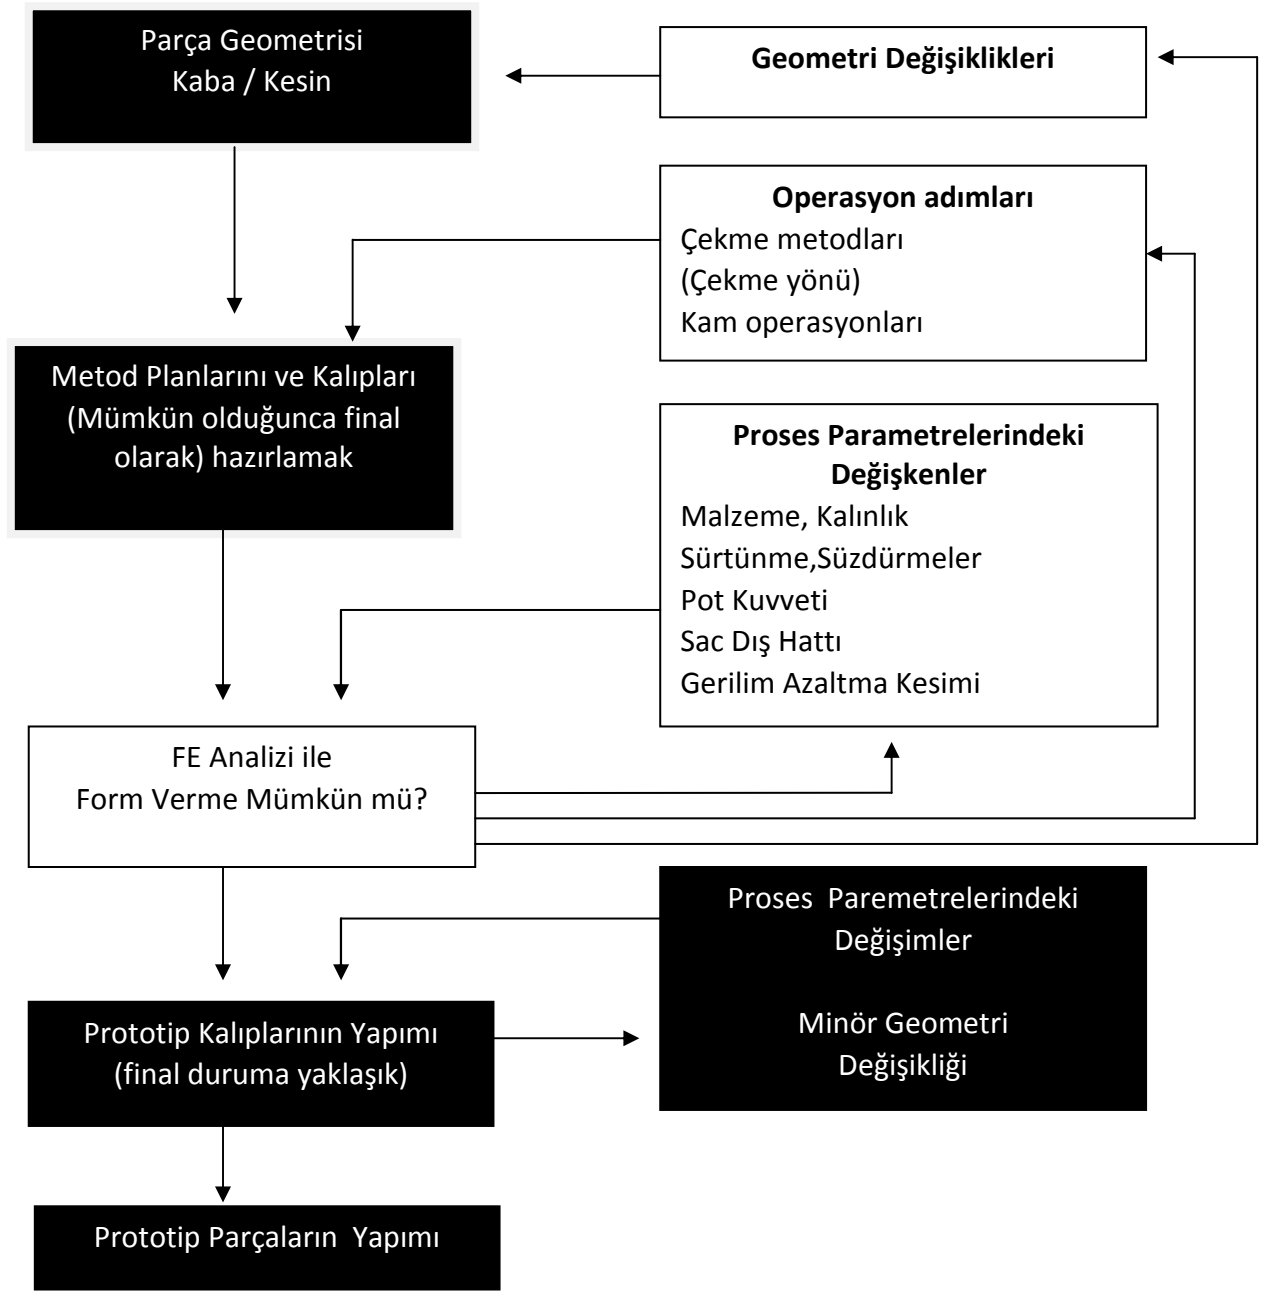 Parça Geometrisi
Kaba / Kesin
Geometri Değişiklikleri
Operasyon adımları
Çekme metodları
(Çekme yönü)
Kam operasyonları
Metod Planlarını ve Kalıpları
(Mümkün olduğunca final
olarak) hazırlamak
Proses Parametrelerindeki
Değişkenler
Malzeme, Kalınlık
Sürtünme,Süzdürmeler
Pot Kuvveti
Sac Dış Hattı
Gerilim Azaltma Kesimi
FE Analizi ile
Form Verme Mümkün mü?
Proses  Paremetrelerindeki
Değişimler
Minör Geometri
Değişikliği
Prototip Kalıplarının Yapımı
(final duruma yaklaşık)
Prototip Parçaların  Yapımı